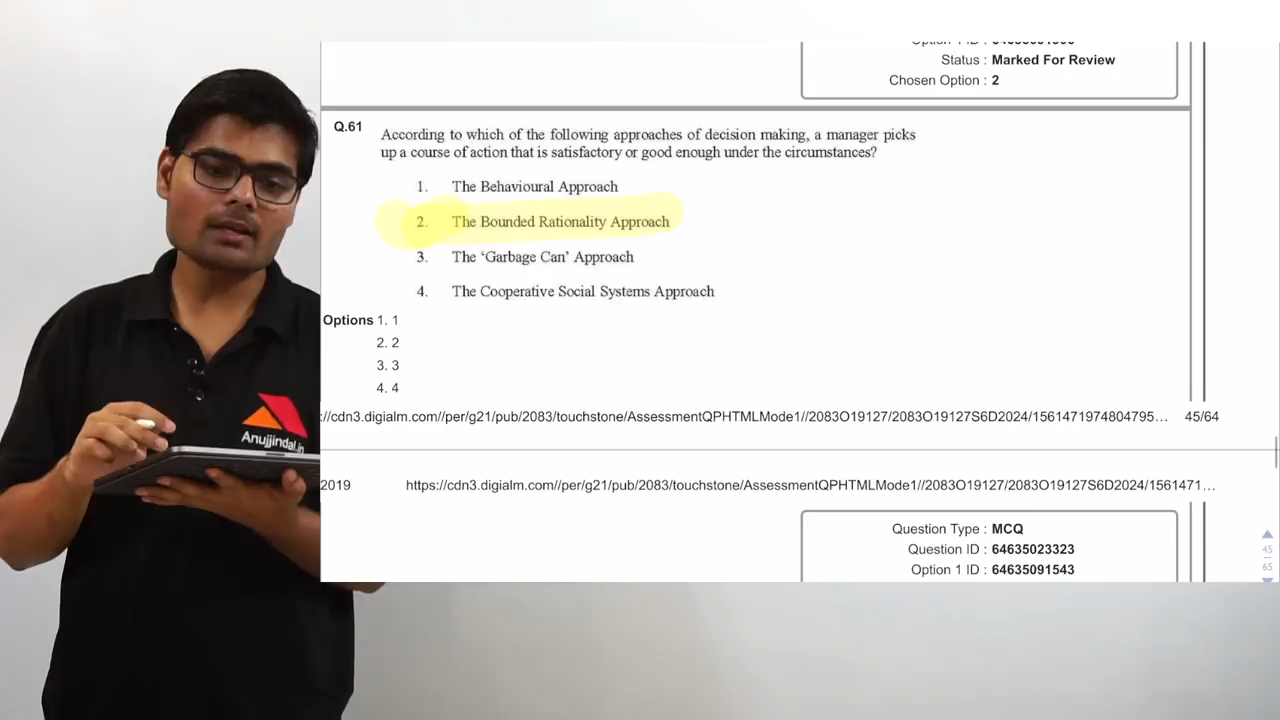 Status : Marked For Review
Chosen Option : 2
Q.61
According to which of the following approaches of decision making, a manager picks
up a course of action that is satisfactory or good enough under the circumstances?
1. The Behavioural Approach
2. The Bounded Rationality Approach
3. The ‘Garbage Can’ Approach
4. The Cooperative Social Systems Approach
Options 1. 1
2. 2
3. 3
4. 4
Anujjindal.in
://cdn3.digialm.com//per/g21/pub/2083/touchstone/AssessmentQPHTMLMode1//2083O19127/2083O19127S6D2024/1561471974804795… 45/64
2019 https://cdn3.digialm.com//per/g21/pub/2083/touchstone/AssessmentQPHTMLMode1//2083O19127/2083O19127S6D2024/1561471…
Question Type : MCQ
Question ID : 64635023323
Option 1 ID : 64635091543
45
65